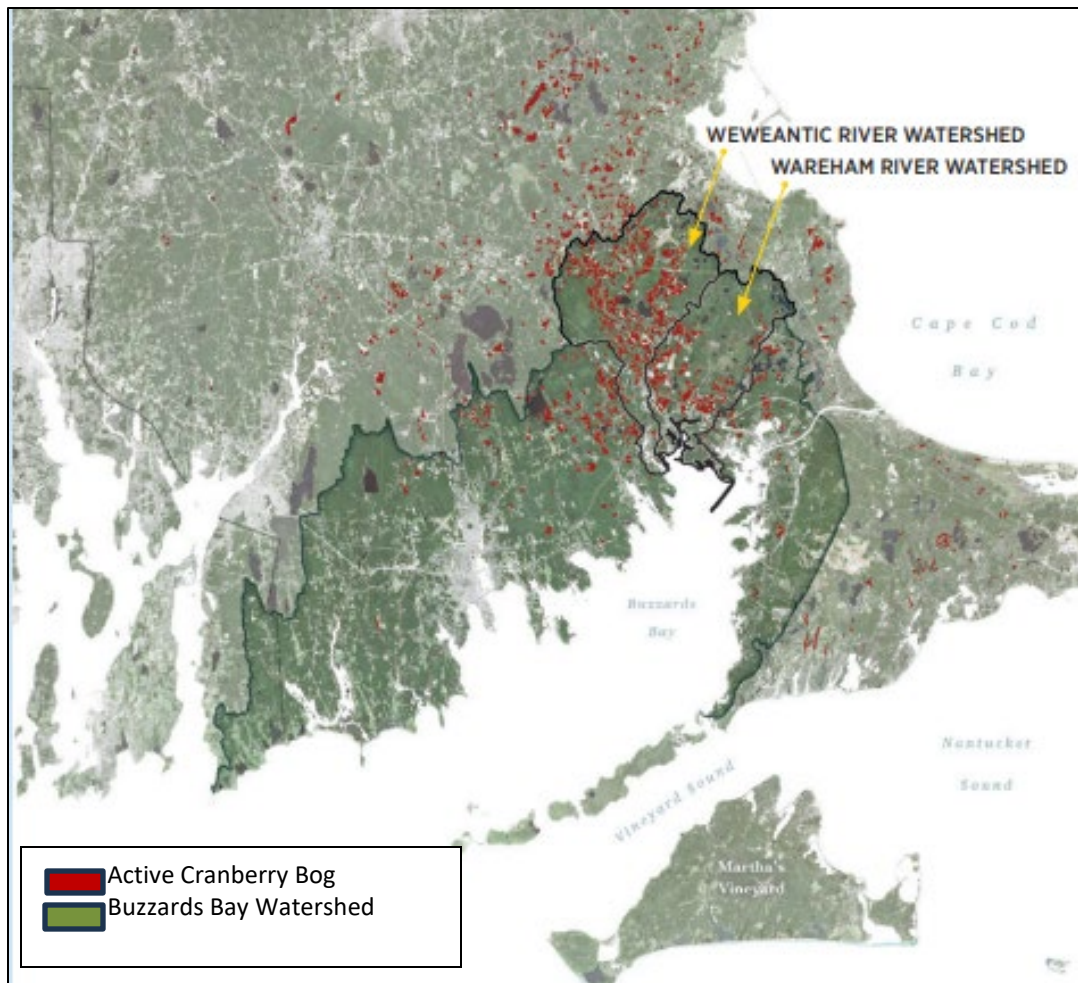 WEWEANTIC RIVER WATERSHED
WAREHAM RIVER WATERSHED
Cape Cod
Bay
Buzzards
Bay
Nantucket
Sound
Vineyard Sound
Martha's
Vineyard
Active Cranberry Bog
Buzzards Bay Watershed